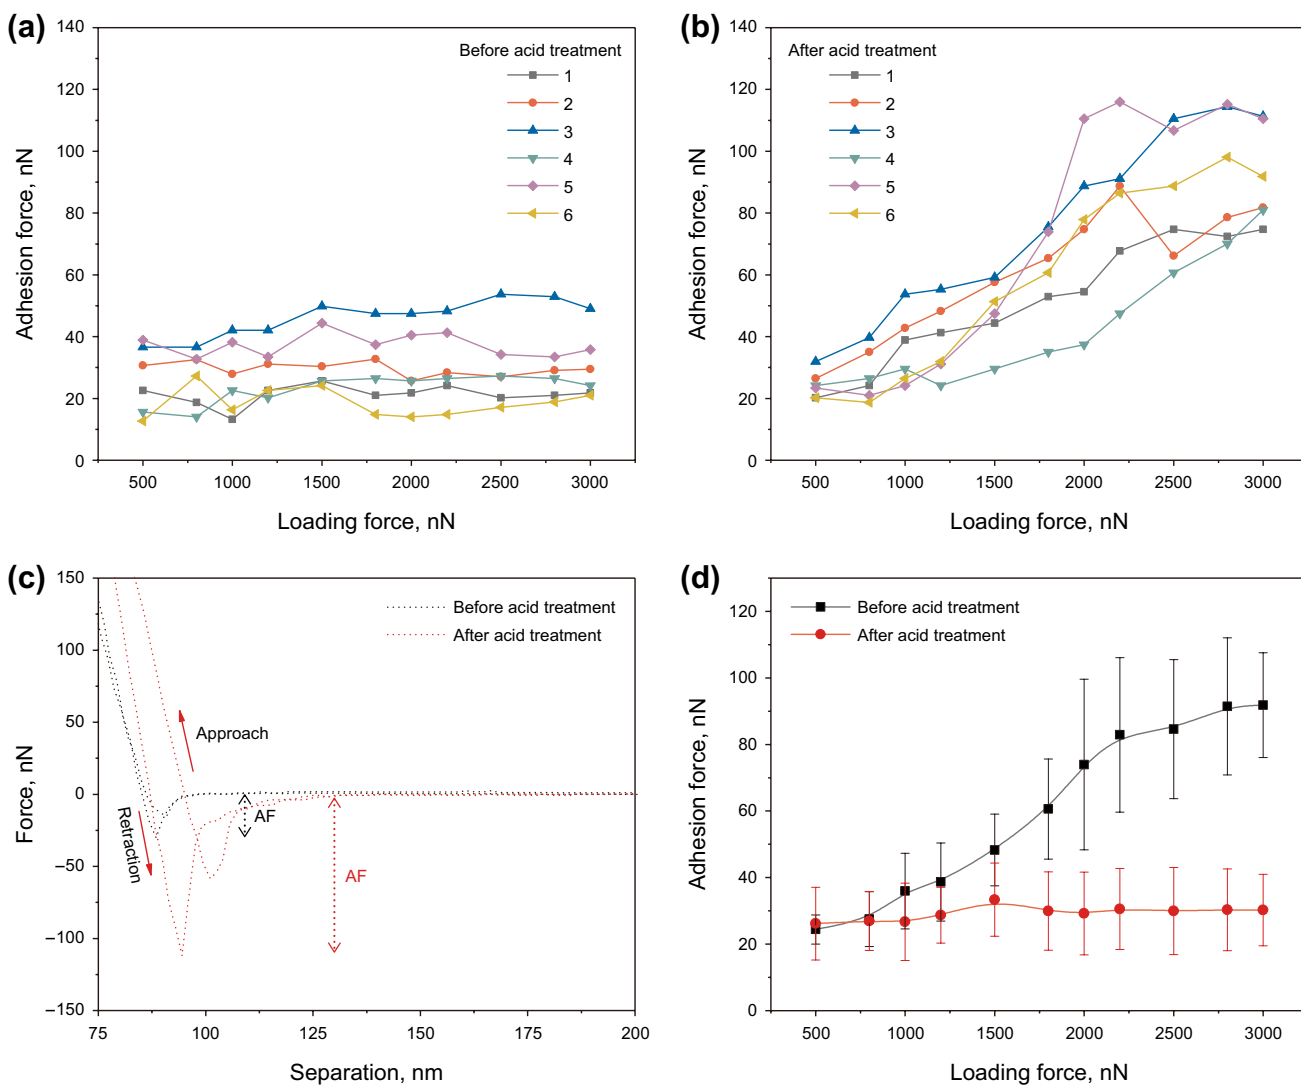 (a)
140
120
100
80
60
40
20
0
Adhesion force, nN
Before acid treatment
1
2
3
4
5
6
500 1000 1500 2000 2500 3000
Loading force, nN
(b)
140
120
100
80
60
40
20
0
Adhesion force, nN
After acid treatment
1
2
3
4
5
6
500 1000 1500 2000 2500 3000
Loading force, nN
(c)
150
100
50
0
−50
−100
−150
Force, nN
Before acid treatment
After acid treatment
Approach
Retraction
AF
AF
75 100 125 150 175 200
Separation, nm
(d)
120
100
80
60
40
20
0
Adhesion force, nN
Before acid treatment
After acid treatment
500 1000 1500 2000 2500 3000
Loading force, nN